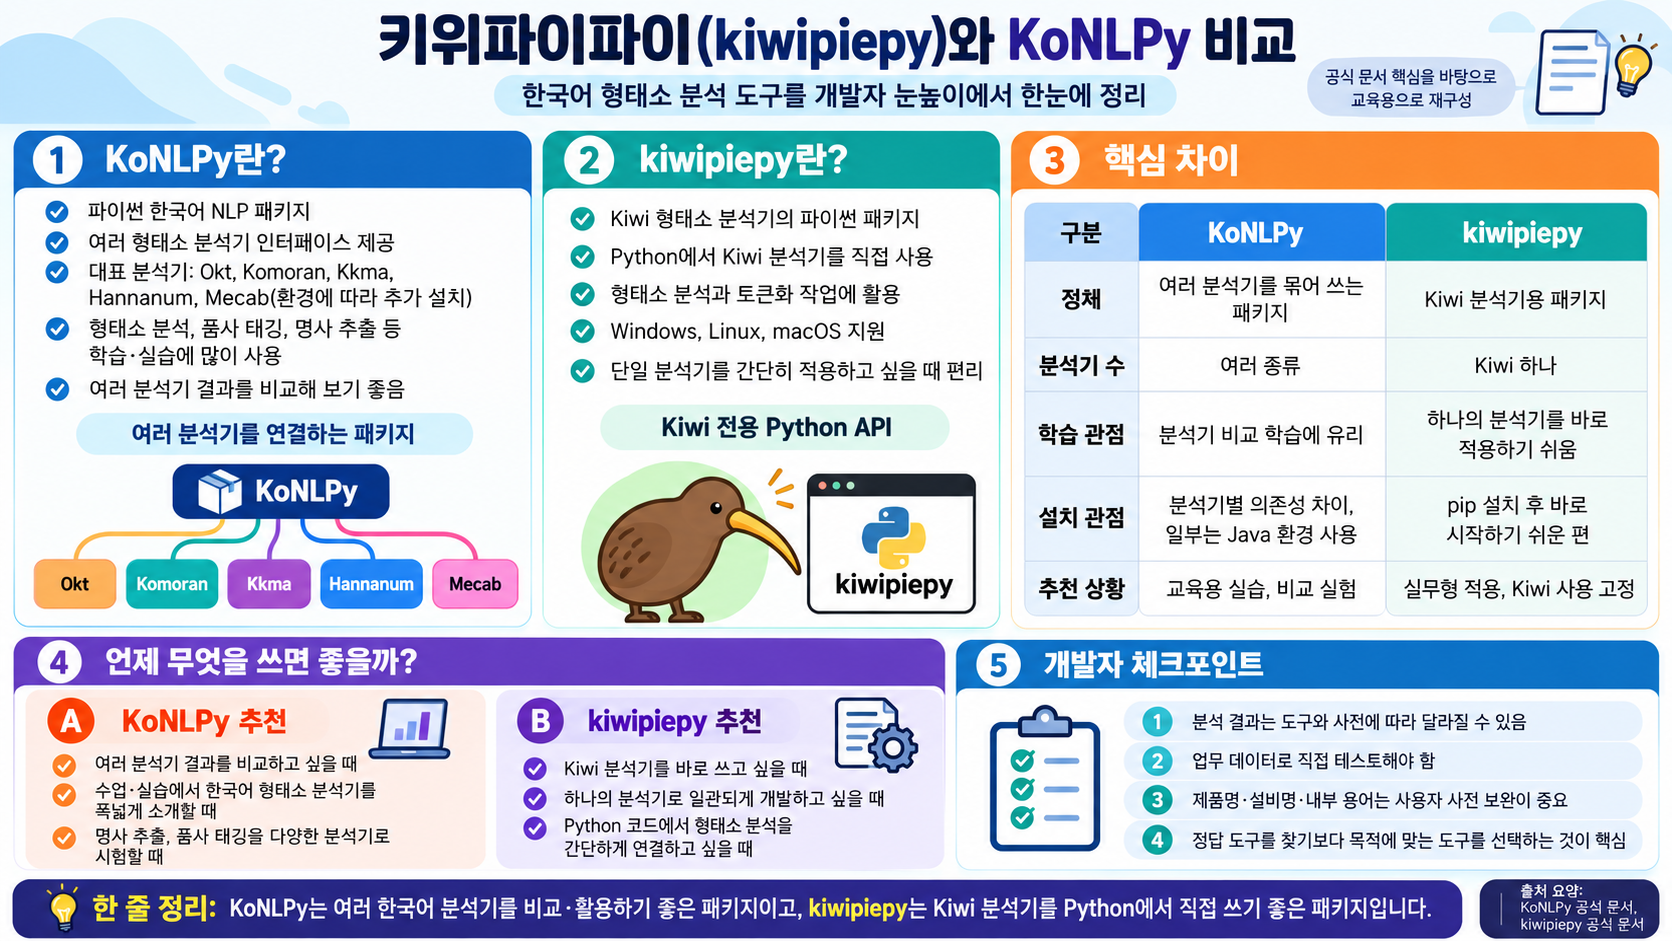 키위파이파이(kiwipiepy)와 KoNLPy 비교
한국어 형태소 분석 도구를 개발자 눈높이에서 한눈에 정리
공식 문서 핵심을 바탕으로
교육용으로 재구성
1 KoNLPy란?
파이썬 한국어 NLP 패키지
여러 형태소 분석기 인터페이스 제공
대표 분석기: Okt, Komoran, Kkma,
Hannanum, Mecab(환경에 따라 추가 설치)
형태소 분석, 품사 태깅, 명사 추출 등
학습·실습에 많이 사용
여러 분석기 결과를 비교해 보기 좋음
여러 분석기를 연결하는 패키지
KoNLPy
Okt Komoran Kkma Hannanum Mecab
2 kiwipiepy란?
Kiwi 형태소 분석기의 파이썬 패키지
Python에서 Kiwi 분석기를 직접 사용
형태소 분석과 토큰화 작업에 활용
Windows, Linux, macOS 지원
단일 분석기를 간단히 적용하고 싶을 때 편리
Kiwi 전용 Python API
kiwipiepy
3 핵심 차이
구분 KoNLPy kiwipiepy
정체 여러 분석기를 묶어 쓰는
패키지 Kiwi 분석기용 패키지
분석기 수 여러 종류 Kiwi 하나
학습 관점 분석기 비교 학습에 유리 하나의 분석기를 바로
적용하기 쉬움
설치 관점 분석기별 의존성 차이,
일부는 Java 환경 사용 pip 설치 후 바로
시작하기 쉬운 편
추천 상황 교육용 실습, 비교 실험 실무형 적용, Kiwi 사용 고정
4 언제 무엇을 쓰면 좋을까?
A KoNLPy 추천
여러 분석기 결과를 비교하고 싶을 때
수업·실습에서 한국어 형태소 분석기를
폭넓게 소개할 때
명사 추출, 품사 태깅을 다양한 분석기로
시험할 때
B kiwipiepy 추천
Kiwi 분석기를 바로 쓰고 싶을 때
하나의 분석기로 일관되게 개발하고 싶을 때
Python 코드에서 형태소 분석을
간단하게 연결하고 싶을 때
5 개발자 체크포인트
1 분석 결과는 도구와 사전에 따라 달라질 수 있음
2 업무 데이터로 직접 테스트해야 함
3 제품명·설비명·내부 용어는 사용자 사전 보완이 중요
4 정답 도구를 찾기보다 목적에 맞는 도구를 선택하는 것이 핵심
한 줄 정리: KoNLPy는 여러 한국어 분석기를 비교·활용하기 좋은 패키지이고, kiwipiepy는 Kiwi 분석기를 Python에서 직접 쓰기 좋은 패키지입니다.
출처 요약:
KoNLPy 공식 문서,
kiwipiepy 공식 문서